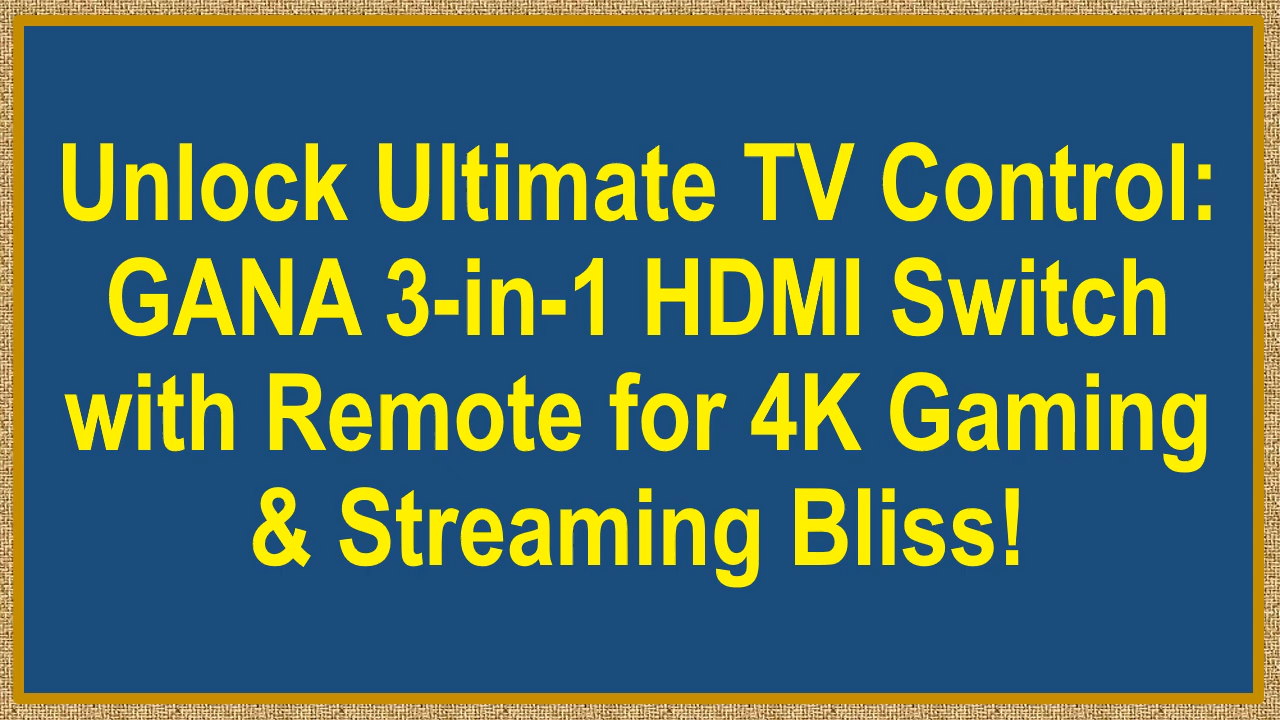 Unlock Ultimate TV Control:
GANA 3-in-1 HDMI Switch
with Remote for 4K Gaming
& Streaming Bliss!